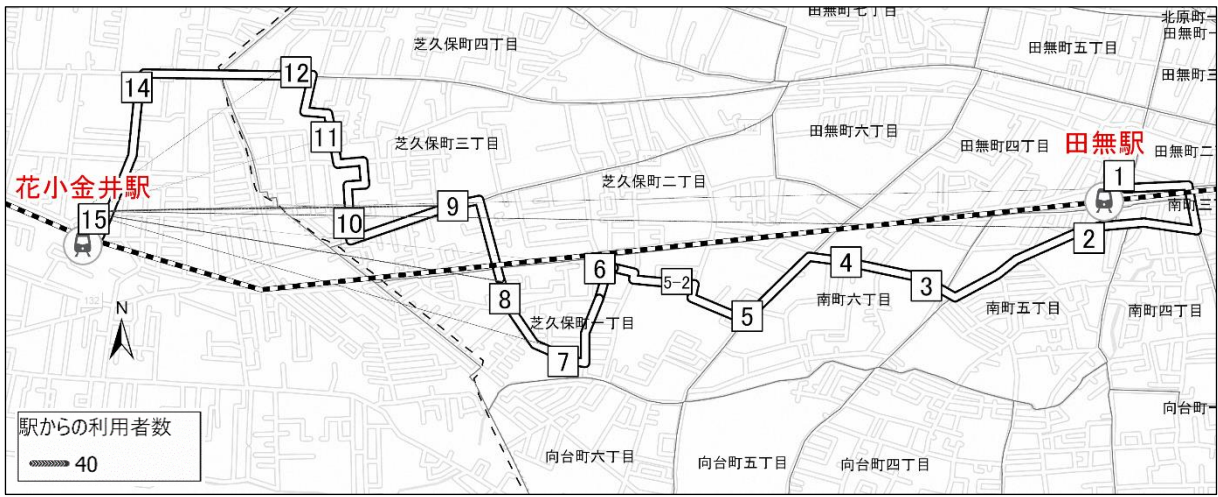 田無町七丁目
北原町一
田無町一
芝久保町四丁目
田無町五丁目
田無町三
12
14
11
芝久保町三丁目
田無町六丁目
田無町四丁目
田無駅
田無町二
花小金井駅
芝久保町二丁目
1
南町三丁
15
10
9
2
6
4
5-2
3
132
N
8
芝久保町一丁目
5
南町六丁目
南町五丁目
南町四丁目
7
向台町一
駅からの利用者数
40
向台町六丁目
向台町五丁目
向台町四丁目